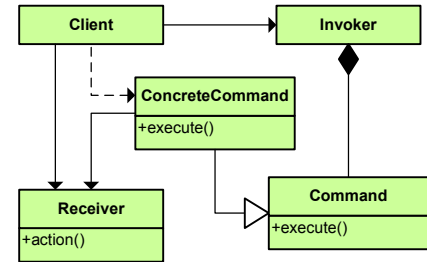 Client
Invoker
ConcreteCommand
+execute()
Command
+execute()
Receiver
+action()